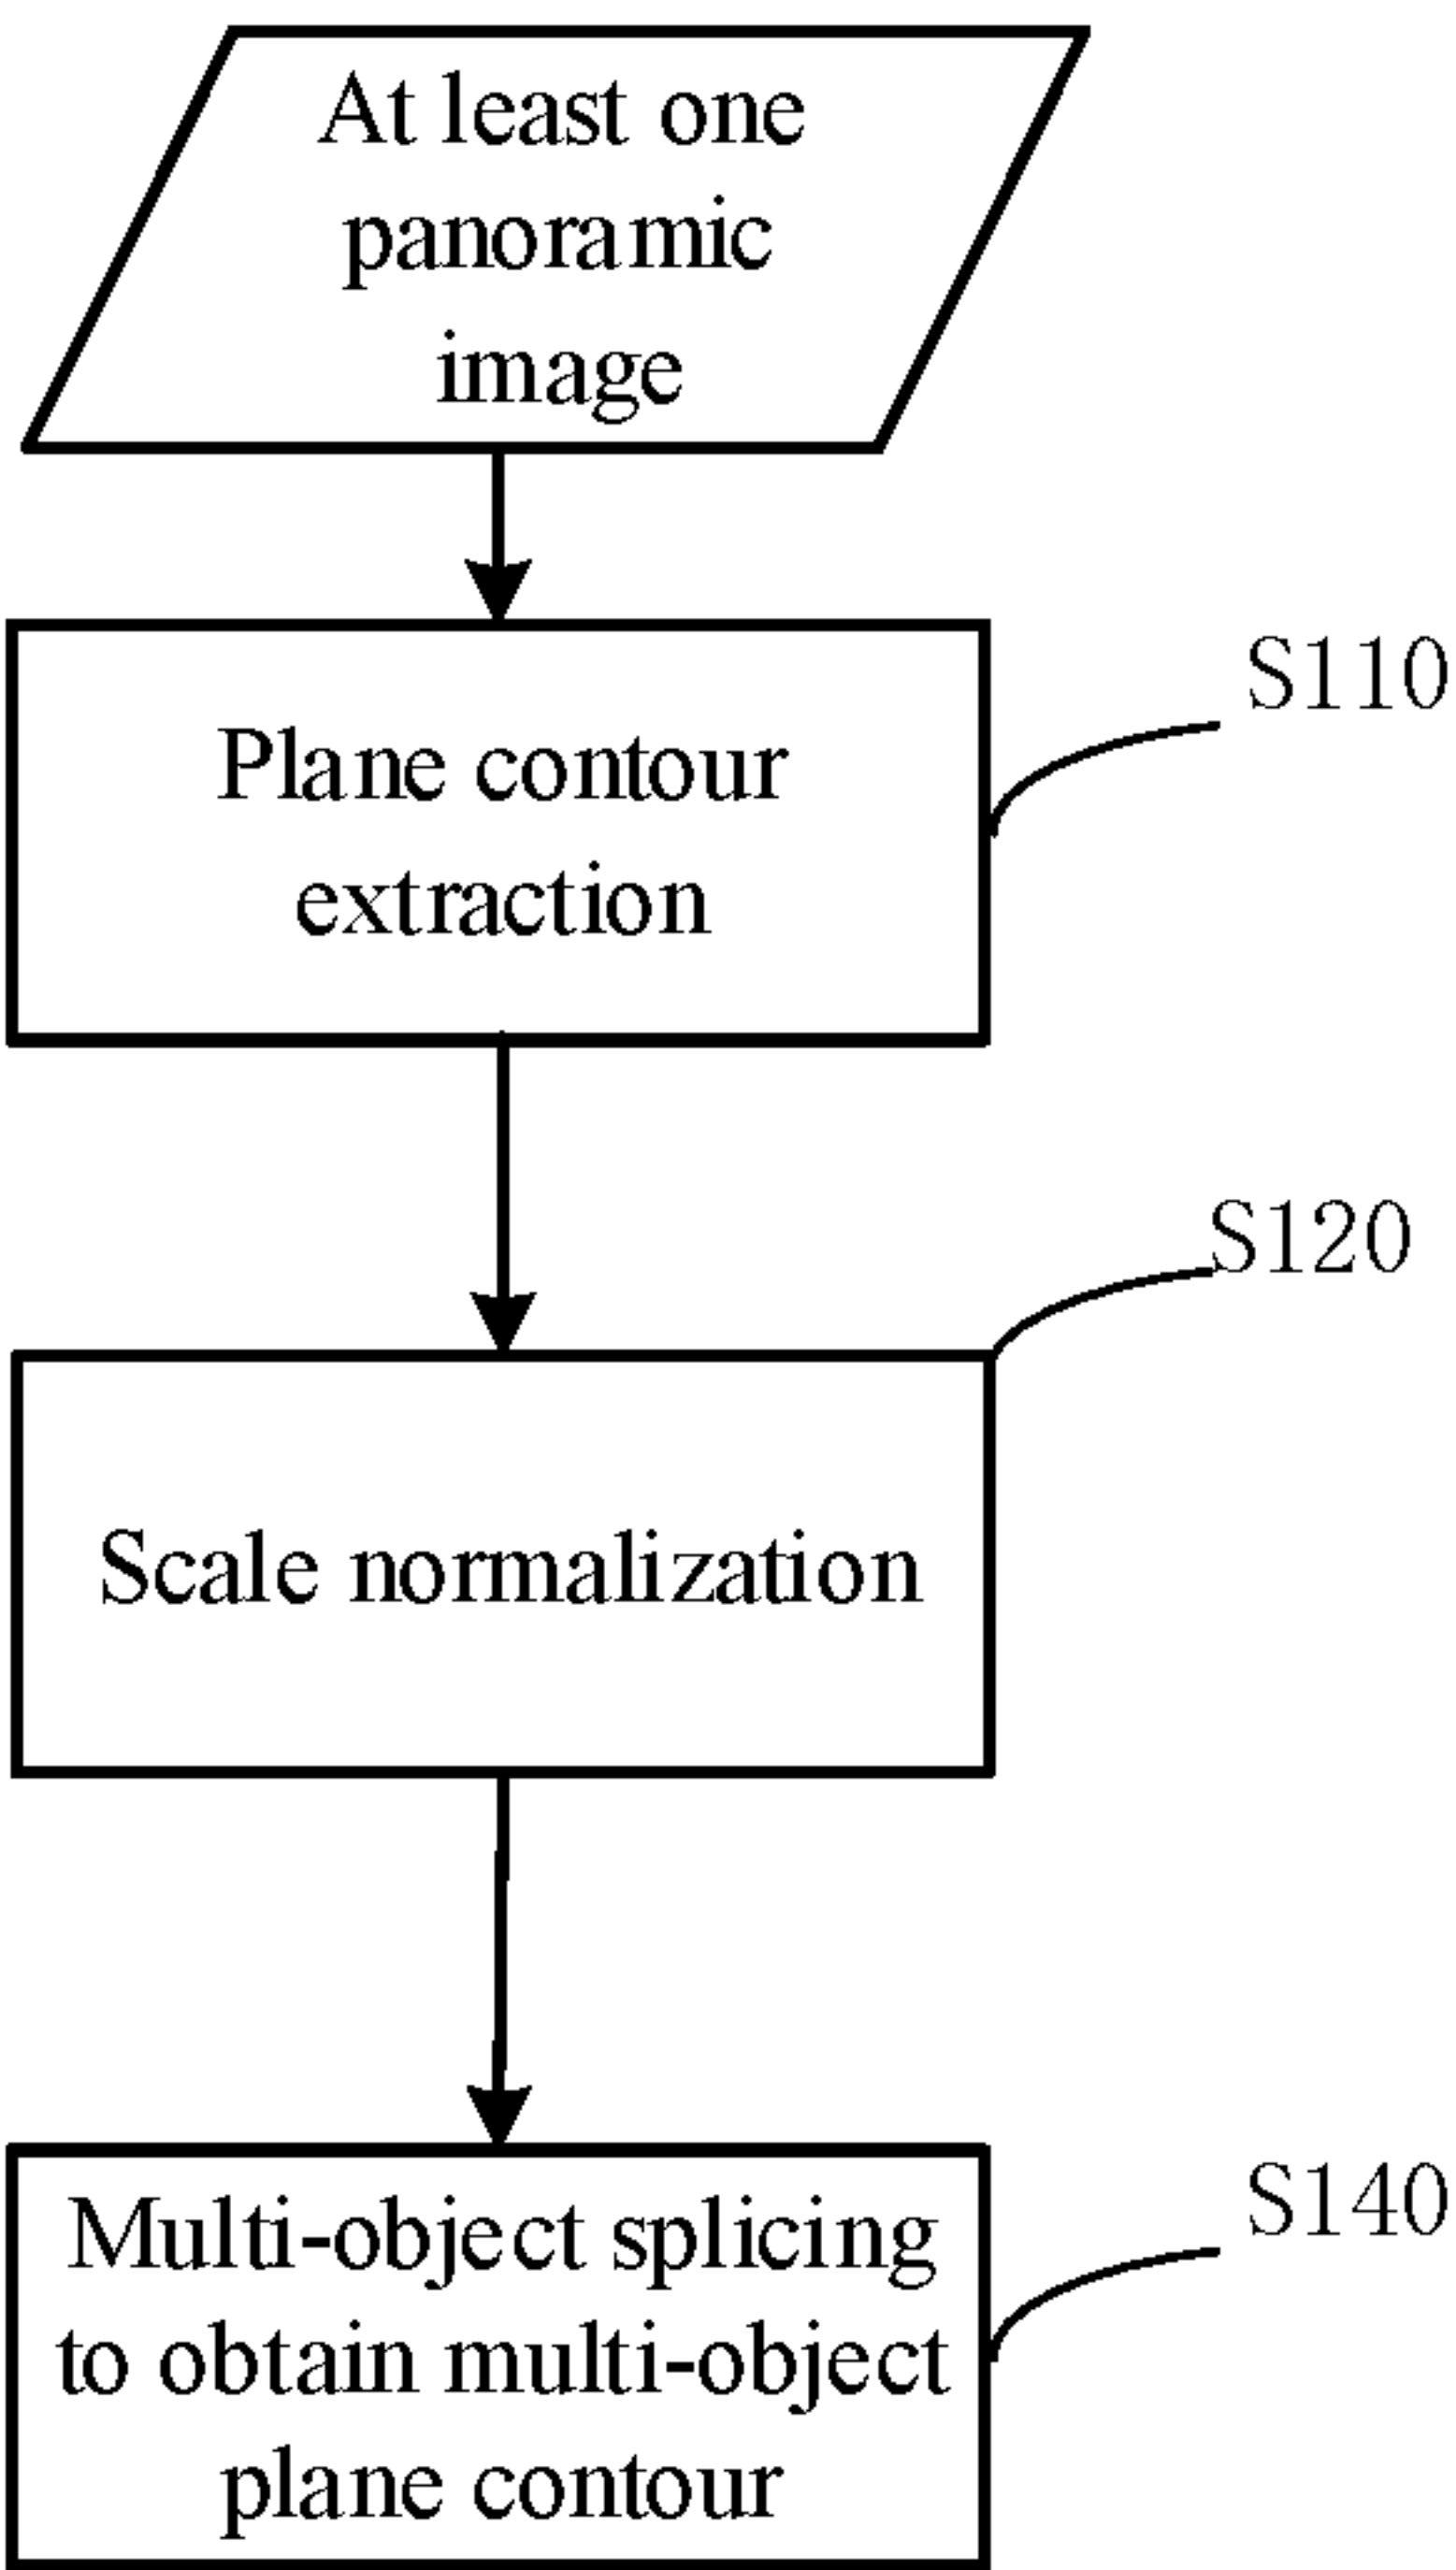 At least one
panoramic
image
S110
Plane contour
extraction
S120
Scale normalization
S140
Multi-object splicing
to obtain multi-object
plane contour